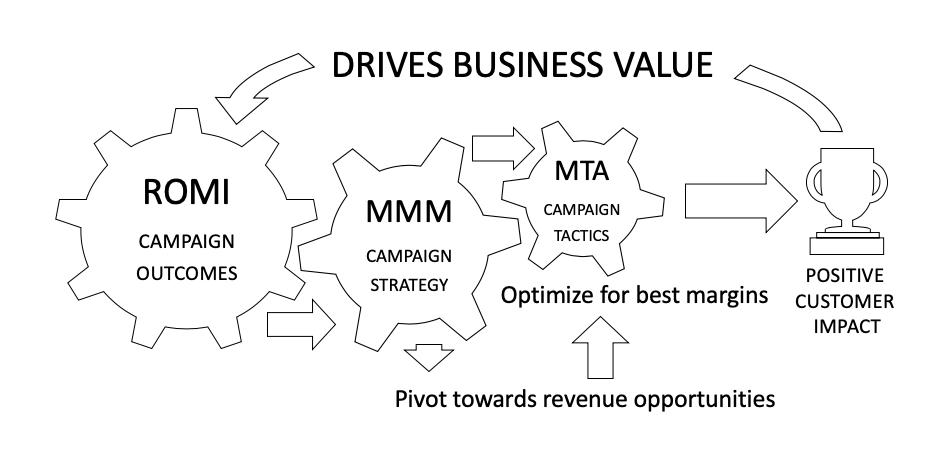 DRIVES BUSINESS VALUE
ROMI
CAMPAIGN
OUTCOMES
MMM
CAMPAIGN
STRATEGY
MTA
CAMPAIGN
TACTICS
POSITIVE
CUSTOMER
IMPACT
Optimize for best margins
Pivot towards revenue opportunities